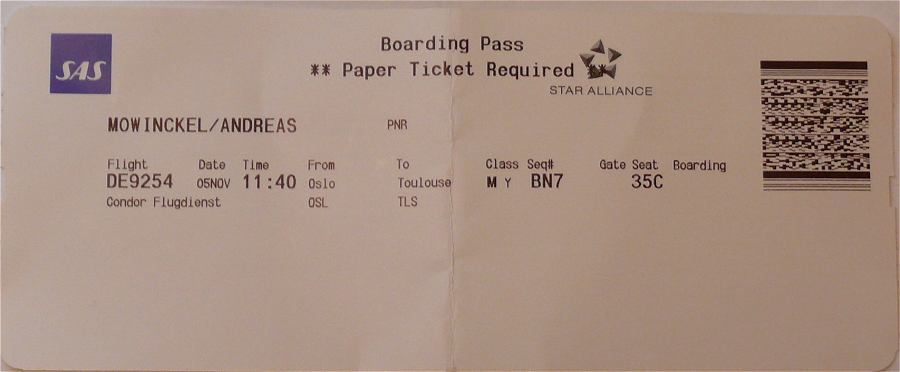 SAS
Boarding Pass
** Paper Ticket Required **
STAR ALLIANCE
MOWINCKEL/ANDREAS PNR
Flight Date Time From To Class Seq# Gate Seat Boarding
DE9254 05NOV 11:40 Oslo Toulouse M Y BN7 35C
Condor Flugdienst OSL TLS